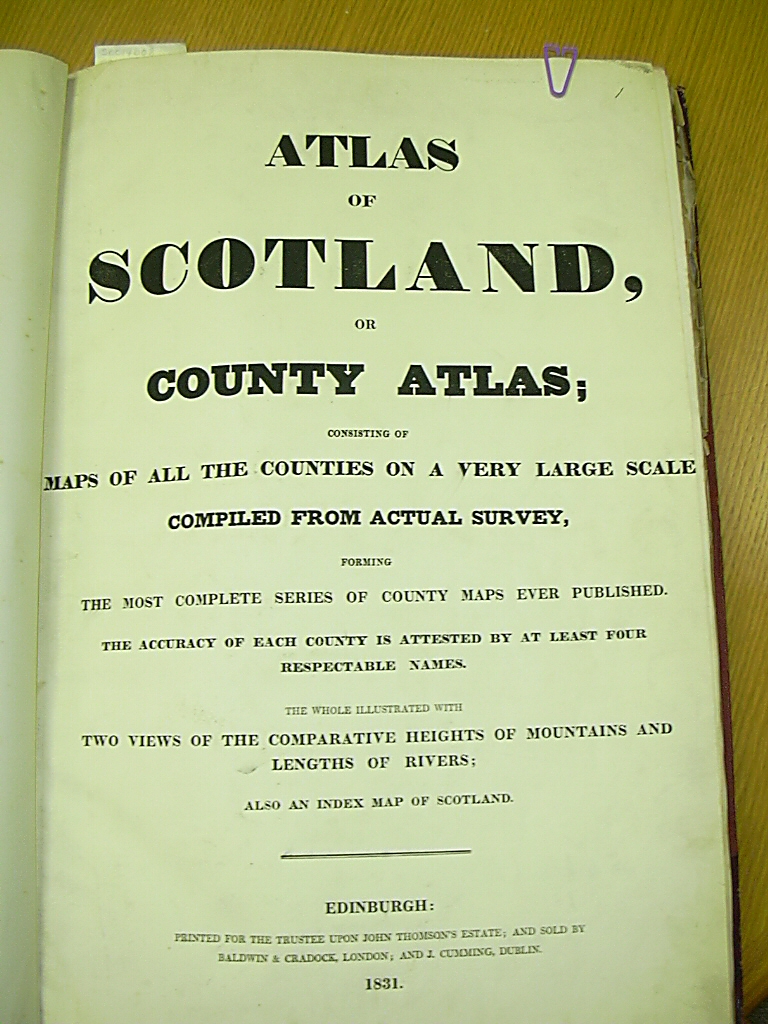 ATLAS
OF
SCOTLAND,
OR
COUNTY ATLAS;
CONSISTING OF
MAPS OF ALL THE COUNTIES ON A VERY LARGE SCALE
COMPILED FROM ACTUAL SURVEY,
FORMING
THE MOST COMPLETE SERIES OF COUNTY MAPS EVER PUBLISHED.
THE ACCURACY OF EACH COUNTY IS ATTESTED BY AT LEAST FOUR
RESPECTABLE NAMES.
THE WHOLE ILLUSTRATED WITH
TWO VIEWS OF THE COMPARATIVE HEIGHTS OF MOUNTAINS AND
LENGTHS OF RIVERS;
ALSO AN INDEX MAP OF SCOTLAND.
EDINBURGH:
PRINTED FOR THE TRUSTEE UPON JOHN THOMSON'S ESTATE; AND SOLD BY
BALDWIN & CRADOCK, LONDON; AND J. CUMMING, DUBLIN.
1831.